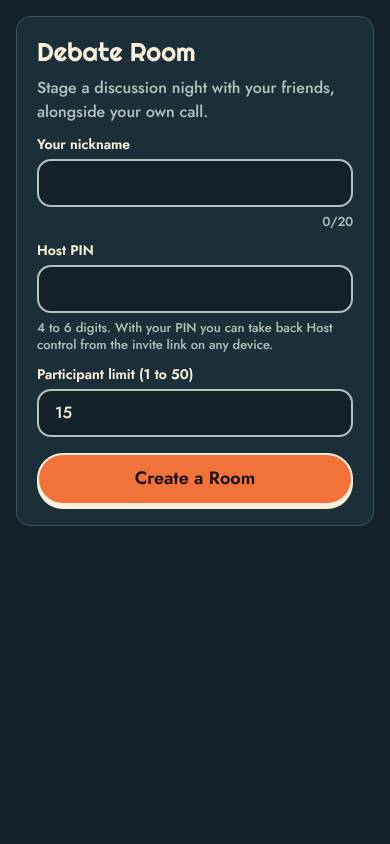 Debate Room
Stage a discussion night with your friends,
alongside your own call.
Your nickname
0/20
Host PIN
4 to 6 digits. With your PIN you can take back Host
control from the invite link on any device.
Participant limit (1 to 50)
15
Create a Room